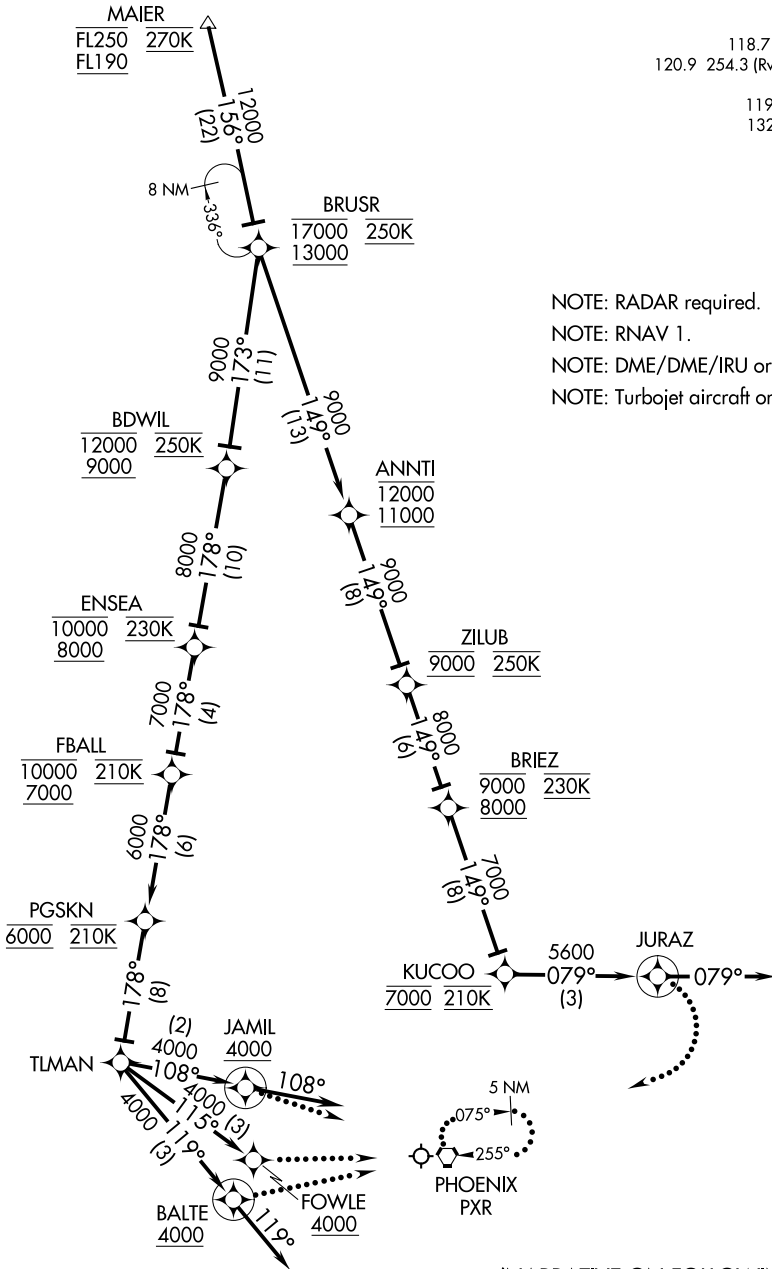 MAIER
FL250 270K
FL190
118.7
120.9 254.3 (Rv
119
132
12000
156°
(22)
8 NM
336°
BRUSR
17000 250K
13000
NOTE: RADAR required.
NOTE: RNAV 1.
NOTE: DME/DME/IRU or
NOTE: Turbojet aircraft or
9000
173°
(11)
9000
149°
(13)
BDWIL
12000 250K
9000
ANNTI
12000
11000
8000
178°
(10)
9000
149°
(8)
ENSEA
10000 230K
8000
ZILUB
9000 250K
7000
178°
(4)
8000
149°
(6)
FBALL
10000 210K
7000
BRIEZ
9000 230K
8000
6000
178°
(6)
7000
149°
(8)
PGSKN
6000 210K
KUCOO
7000 210K
5600
079°
(3)
JURAZ
079°
178°
(8)
TLMAN
(2)
4000
108°
JAMIL
4000
108°
4000 (3)
115°
4000
119°
(3)
5 NM
075°
255°
PHOENIX
PXR
FOWLE
4000
BALTE
4000
119°